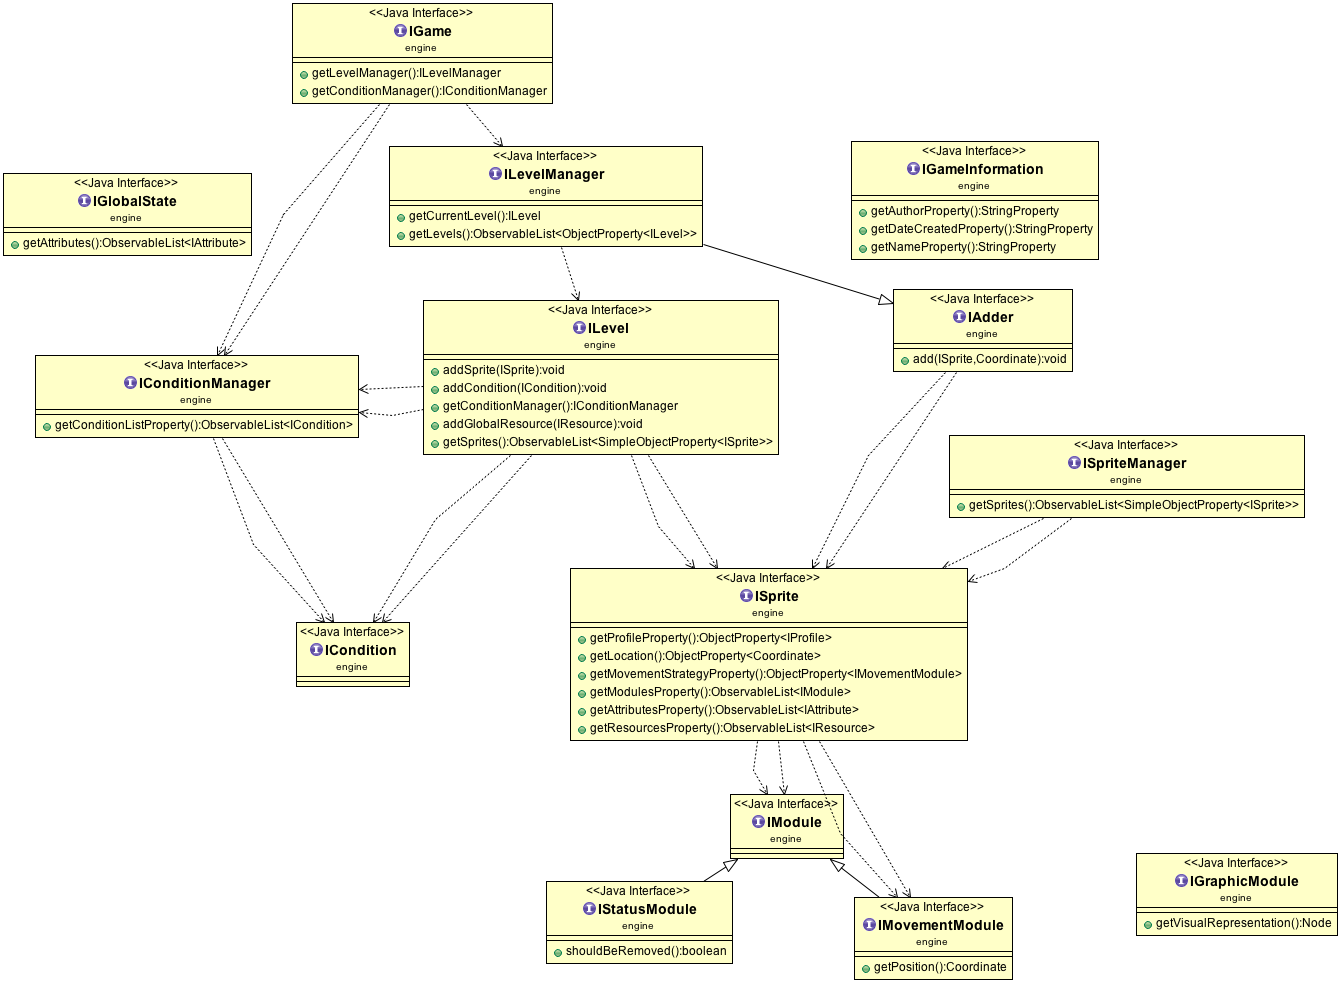 <<Java Interface>>
IGame
engine
getLevelManager():ILevelManager
getConditionManager():IConditionManager
<<Java Interface>>
ILevelManager
engine
getCurrentLevel():ILevel
getLevels():ObservableList<ObjectProperty<ILevel>>
<<Java Interface>>
IGameInformation
engine
getAuthorProperty():StringProperty
getDateCreatedProperty():StringProperty
getNameProperty():StringProperty
<<Java Interface>>
IGlobalState
engine
getAttributes():ObservableList<IAttribute>
<<Java Interface>>
IAdder
engine
add(ISprite,Coordinate):void
<<Java Interface>>
ILevel
engine
addSprite(ISprite):void
addCondition(ICondition):void
getConditionManager():IConditionManager
addGlobalResource(IResource):void
getSprites():ObservableList<SimpleObjectProperty<ISprite>>
<<Java Interface>>
IConditionManager
engine
getConditionListProperty():ObservableList<ICondition>
<<Java Interface>>
ISpriteManager
engine
getSprites():ObservableList<SimpleObjectProperty<ISprite>>
<<Java Interface>>
ISprite
engine
getProfileProperty():ObjectProperty<IProfile>
getLocation():ObjectProperty<Coordinate>
getMovementStrategyProperty():ObjectProperty<IMovementModule>
getModulesProperty():ObservableList<IModule>
getAttributesProperty():ObservableList<IAttribute>
getResourcesProperty():ObservableList<IResource>
<<Java Interface>>
ICondition
engine
<<Java Interface>>
IModule
engine
<<Java Interface>>
IStatusModule
engine
shouldBeRemoved():boolean
<<Java Interface>>
IMovementModule
engine
getPosition():Coordinate
<<Java Interface>>
IGraphicModule
engine
getVisualRepresentation():Node